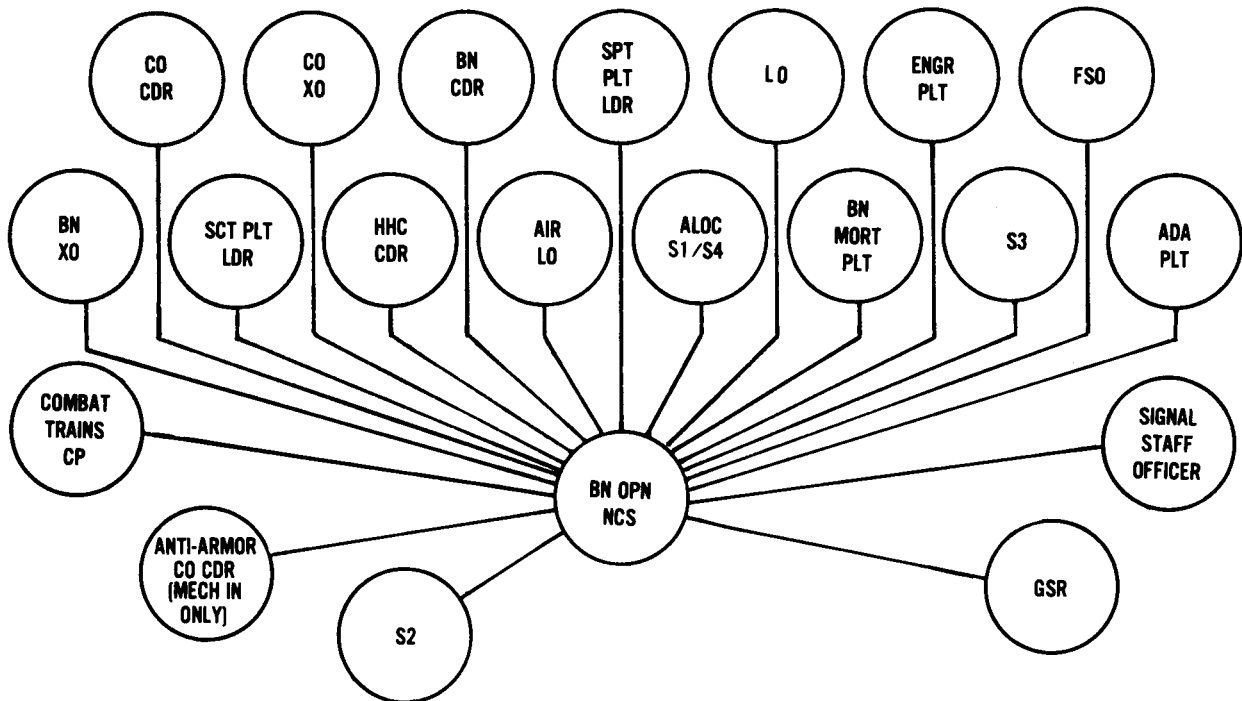 CO
CDR
CO
XO
BN
CDR
SPT
PLT
LDR
LO
ENGR
PLT
FSO
BN
XO
SCT PLT
LDR
HHC
CDR
AIR
LO
ALOC
S1/S4
BN
MORT
PLT
S3
ADA
PLT
COMBAT
TRAINS
CP
SIGNAL
STAFF
OFFICER
BN OPN
NCS
ANTI-ARMOR
CO CDR
(MECH IN
ONLY)
S2
GSR